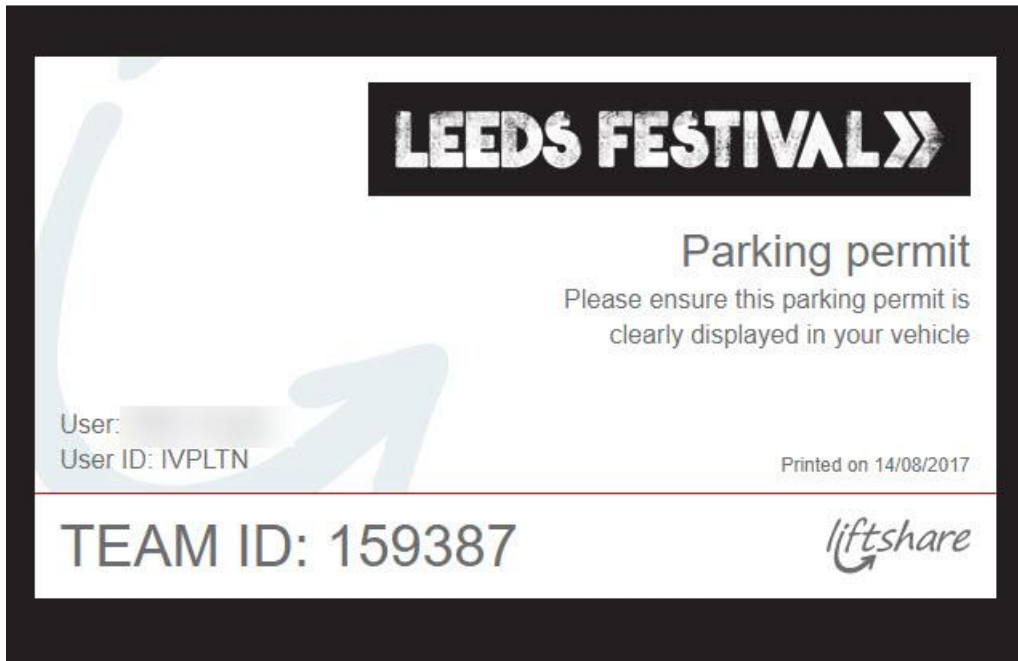 LEEDS FESTIVAL
Parking permit
Please ensure this parking permit is
clearly displayed in your vehicle
User:
User ID: IVPLTN
Printed on 14/08/2017
TEAM ID: 159387
liftshare